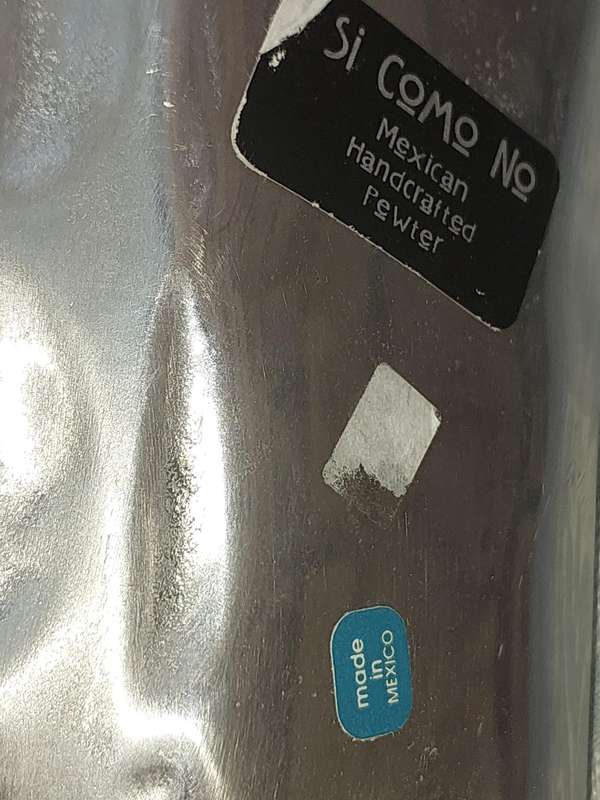 Si COMO NO
Mexican
Handcrafted
Pewter
made
in
MEXICO